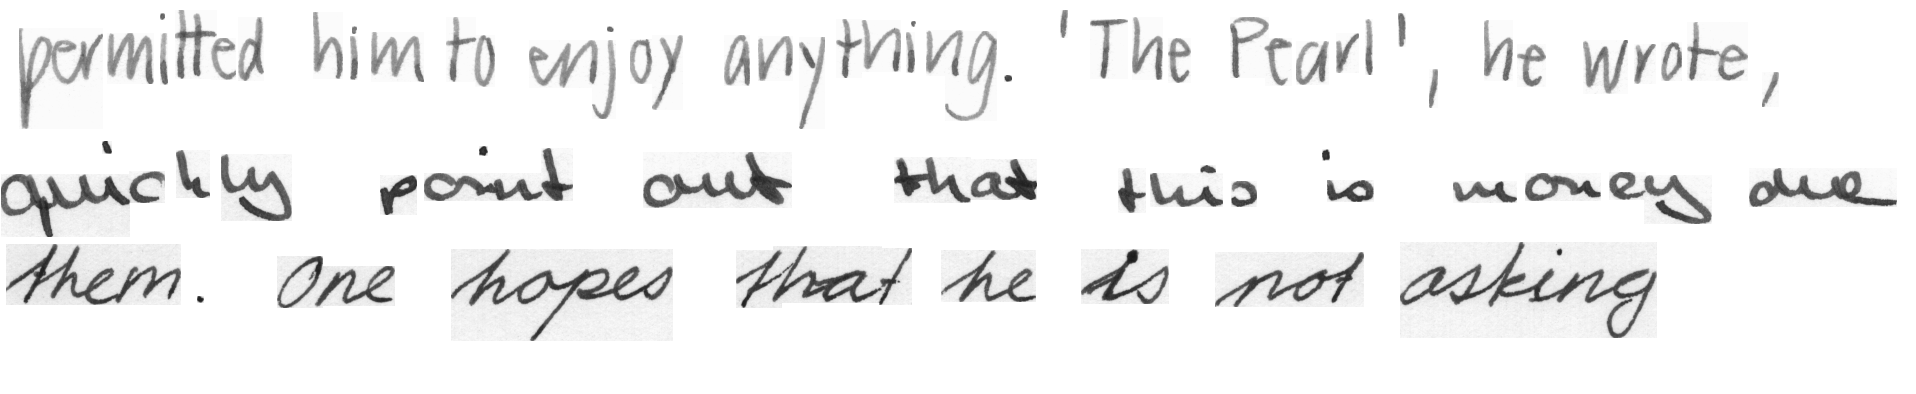 permitted him to enjoy anything. 'The Pearl', he wrote,
quickly point out that this is money due
them. One hopes that he is not asking